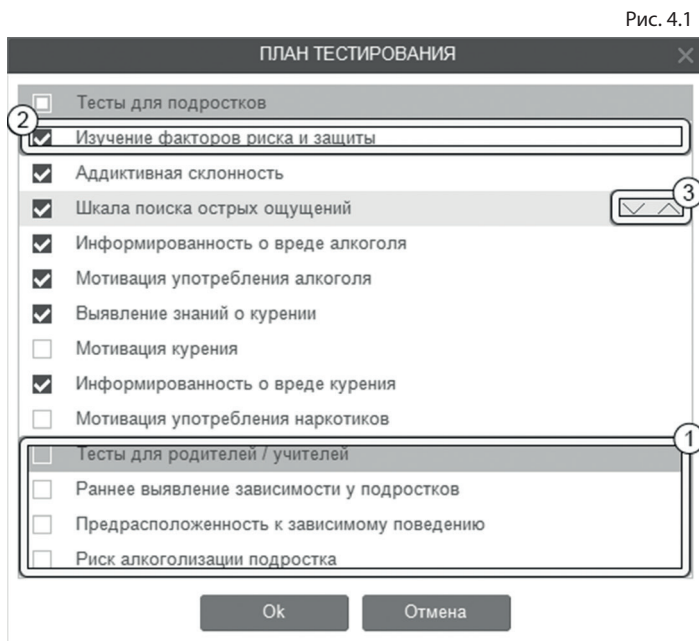 Рис. 4.1
ПЛАН ТЕСТИРОВАНИЯ
Тесты для подростков
2
Изучение факторов риска и защиты
Аддиктивная склонность
3
Шкала поиска острых ощущений
Информированность о вреде алкоголя
Мотивация употребления алкоголя
Выявление знаний о курении
Мотивация курения
Информированность о вреде курения
Мотивация употребления наркотиков
1
Тесты для родителей / учителей
Раннее выявление зависимости у подростков
Предрасположенность к зависимому поведению
Риск алкоголизации подростка
Ok Отмена